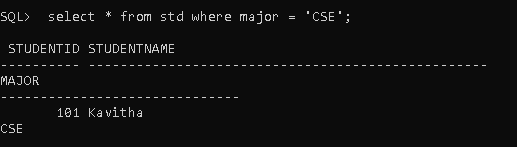 SQL>  select * from std where major = 'CSE';
 STUDENTID STUDENTNAME
---------- --------------------------------------------------
MAJOR
------------------------------
       101 Kavitha
CSE